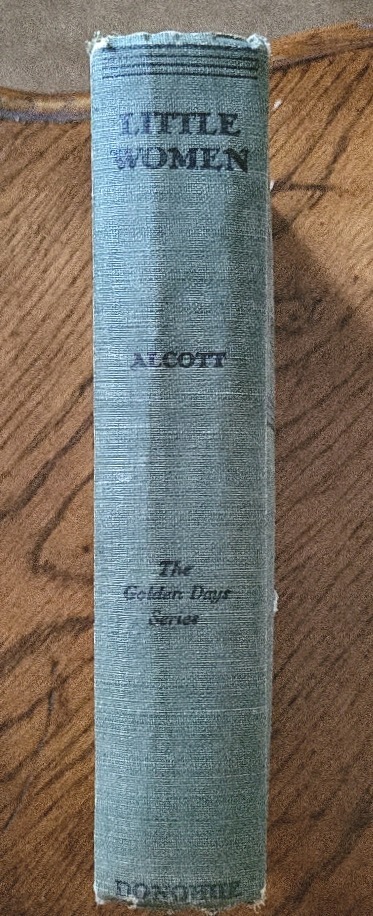 LITTLE
WOMEN
ALCOTT
The
Golden Days
Series
DONOHUE